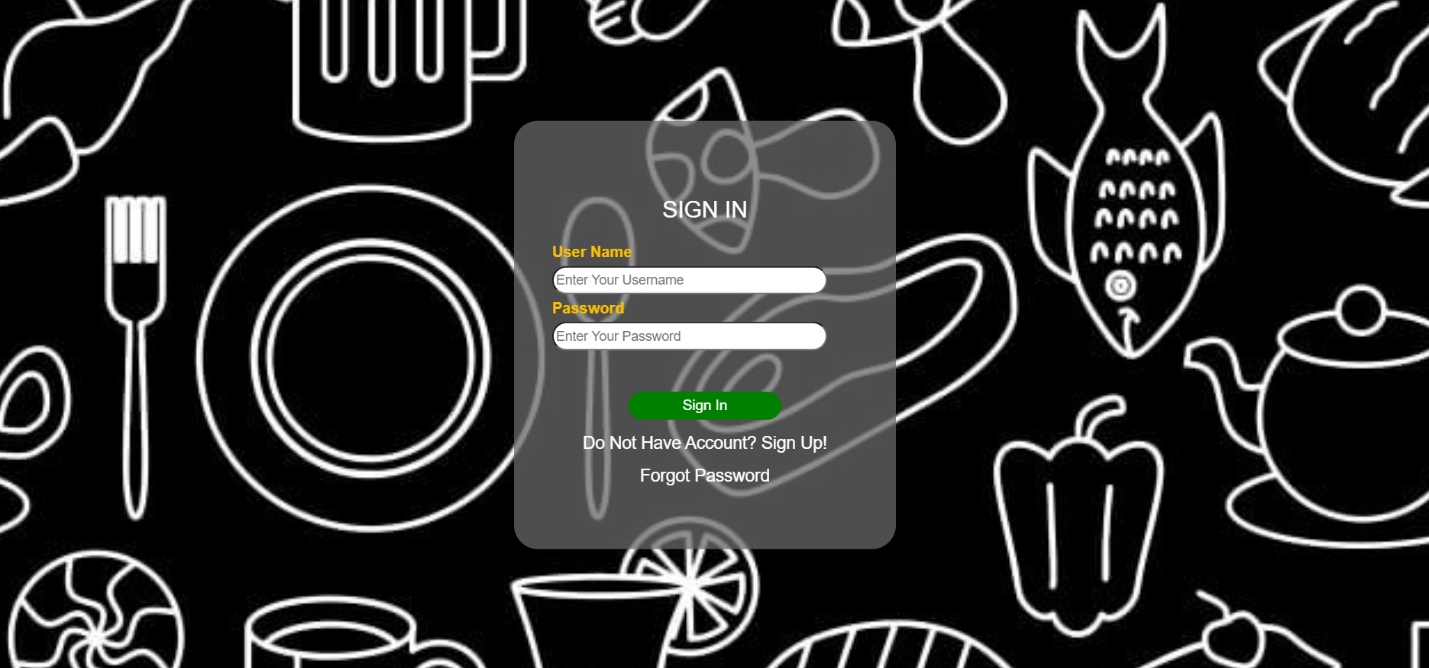 SIGN IN
User Name
Enter Your Username
Password
Enter Your Password
Sign In
Do Not Have Account? Sign Up!
Forgot Password